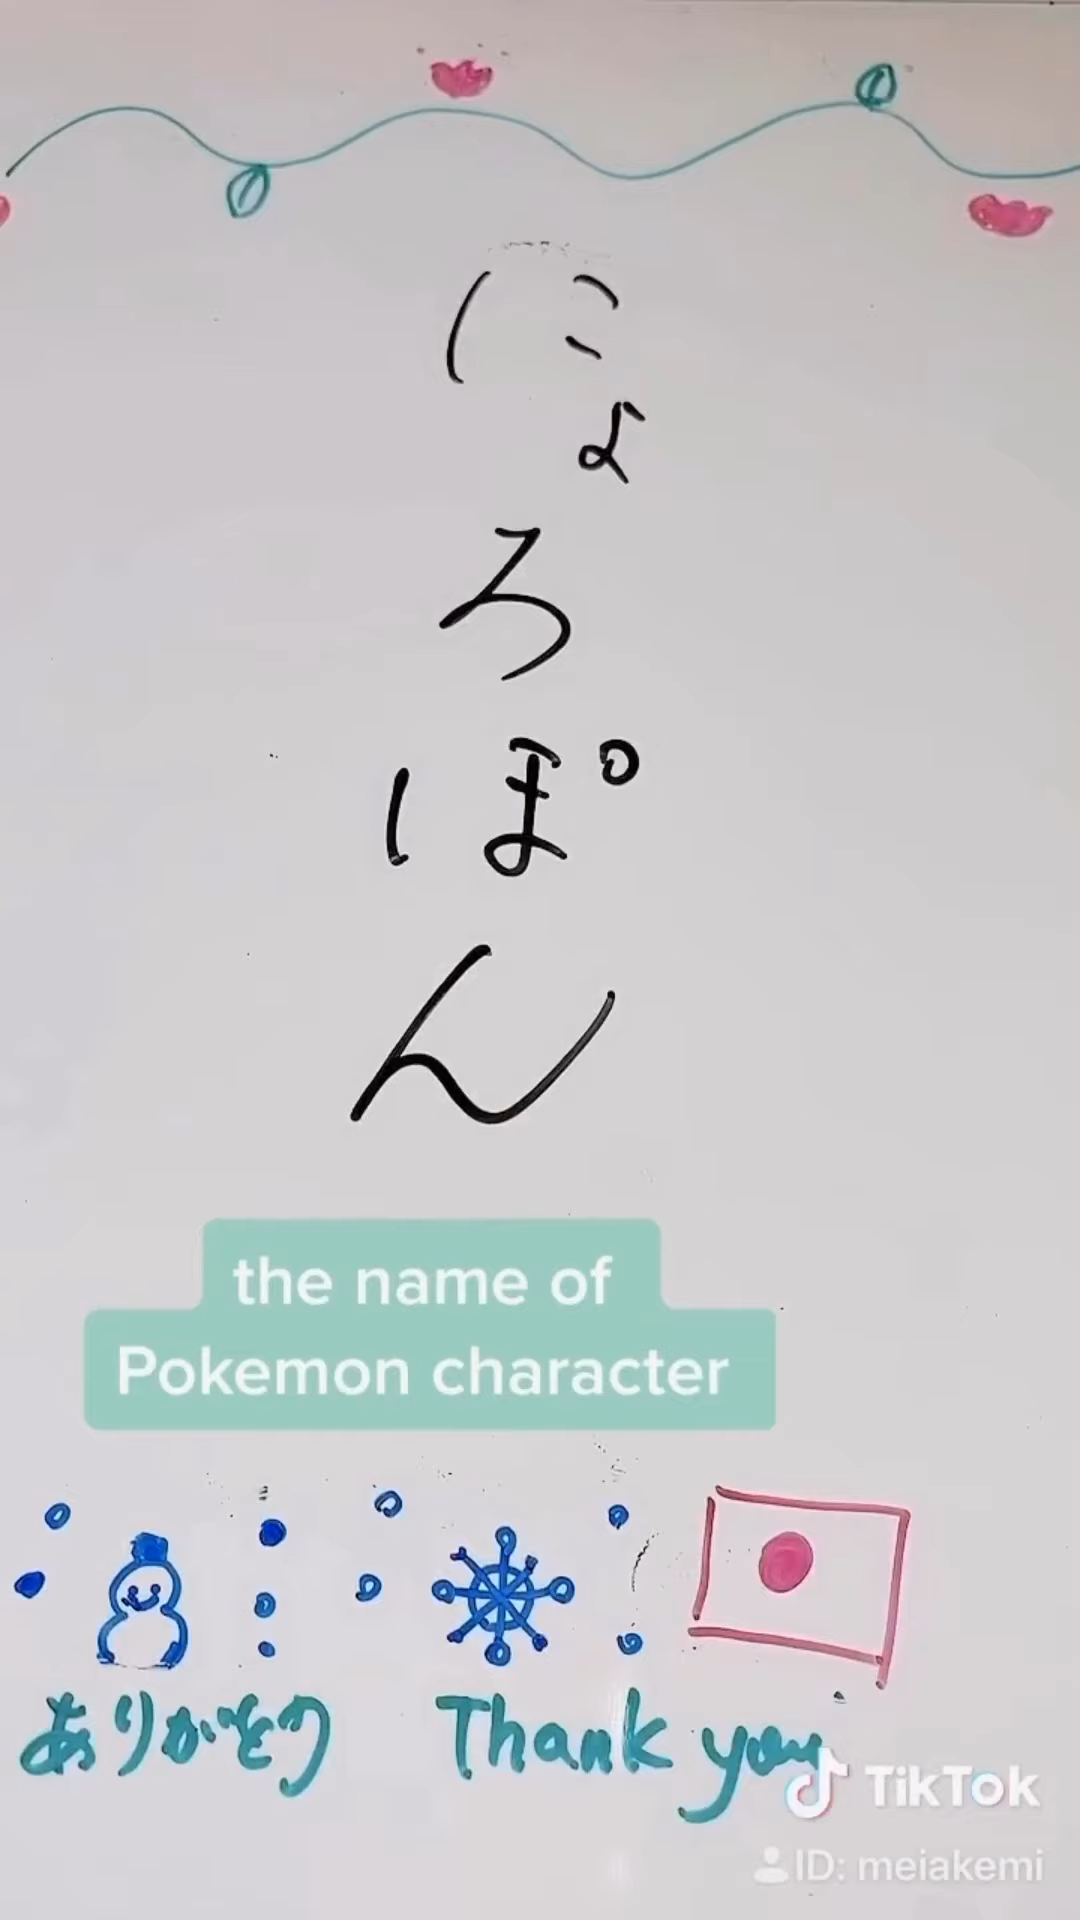 にょろぽん
the name of
Pokemon character
ありがとう
Thank you
TikTok
ID: meiakemi